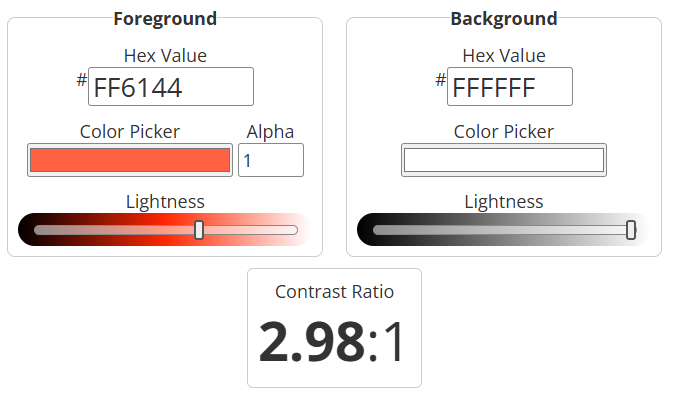 Foreground
Hex Value
# FF6144
Color Picker Alpha
1
Lightness
Background
Hex Value
# FFFFFF
Color Picker
Lightness
Contrast Ratio
2.98:1